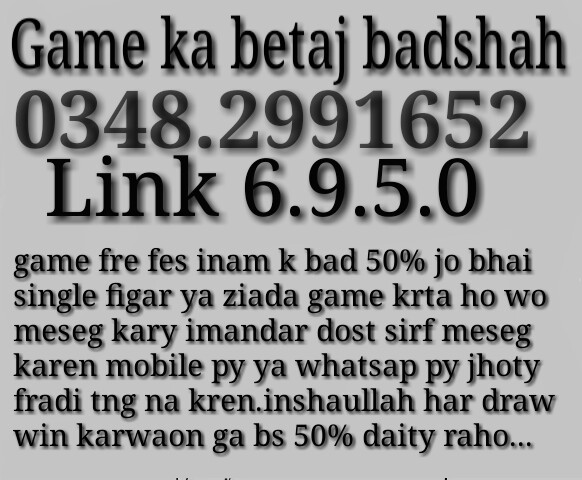 Game ka betaj badshah
0348.2991652
Link 6.9.5.0
game fre fes inam k bad 50% jo bhai
single figar ya ziada game krta ho wo
meseg kary imandar dost sirf meseg
karen mobile py ya whatsap py jhoty
fradi tng na kren.inshaullah har draw
win karwaon ga bs 50% daity raho...